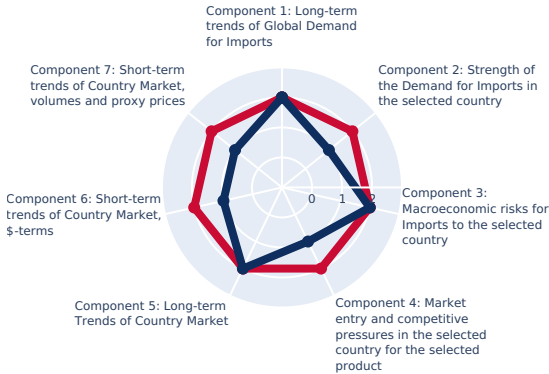 Component 1: Long-term
trends of Global Demand
for Imports
Component 2: Strength of
the Demand for Imports in
the selected country
Component 3:
Macroeconomic risks for
Imports to the selected
country
Component 4: Market
entry and competitive
pressures in the selected
country for the selected
product
Component 5: Long-term
Trends of Country Market
Component 6: Short-term
trends of Country Market,
$-terms
Component 7: Short-term
trends of Country Market,
volumes and proxy prices
0 1 2